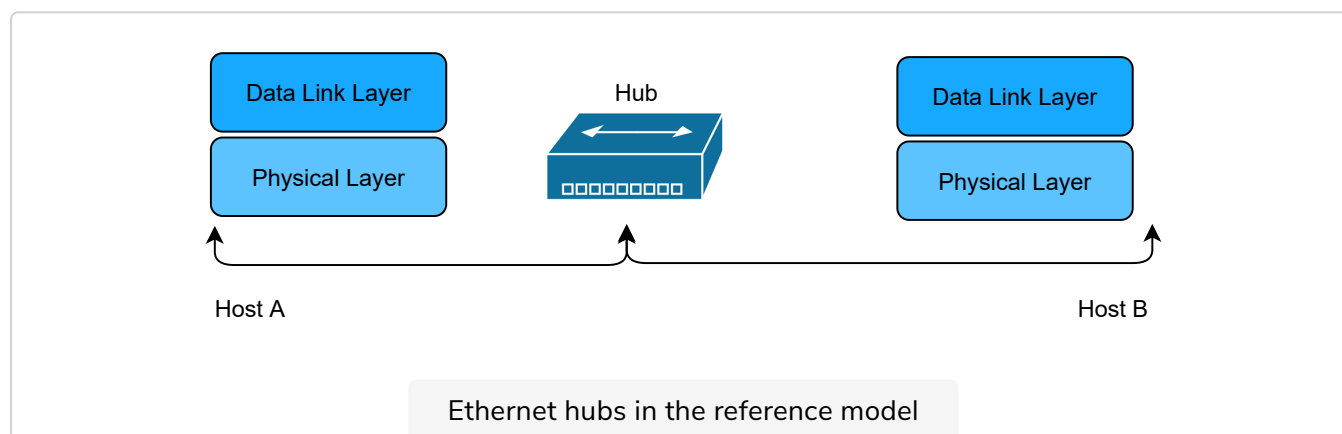 Data Link Layer
Hub
Data Link Layer
Physical Layer
Physical Layer
Host A
Host B
Ethernet hubs in the reference model